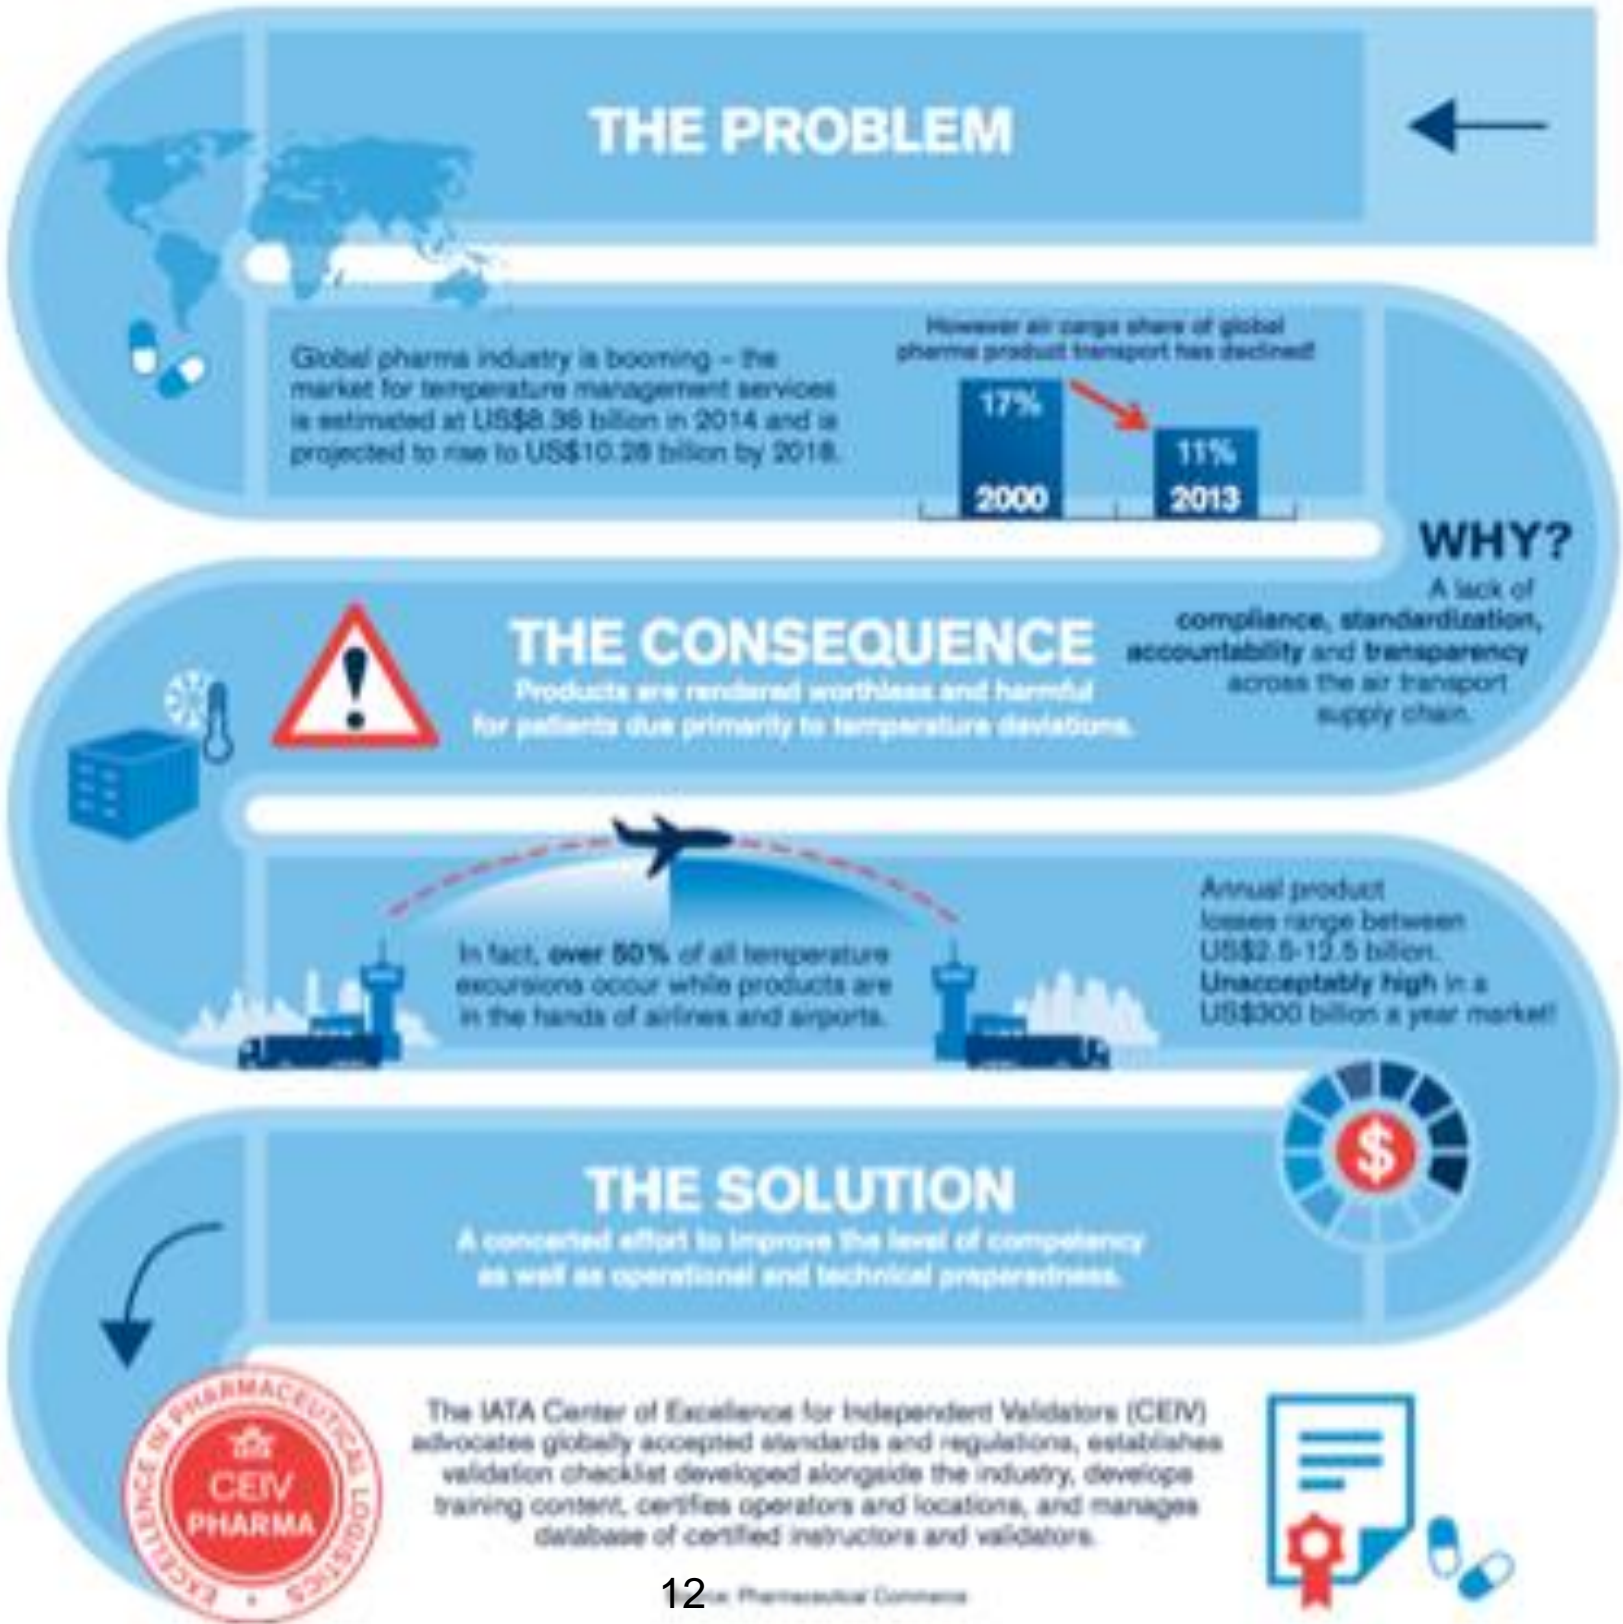 THE PROBLEM
Global pharma industry is booming – the
market for temperature management services
is estimated at US$8.36 billion in 2014 and is
projected to rise to US$10.28 billion by 2018.
However air cargo share of global
pharma product transport has declined!
17%
2000
11%
2013
WHY?
A lack of
compliance, standardization,
accountability and transparency
across the air transport
supply chain.
THE CONSEQUENCE
Products are rendered worthless and harmful
for patients due primarily to temperature deviations.
In fact, over 50% of all temperature
excursions occur while products are
in the hands of airlines and airports.
Annual product
losses range between
US$2.5-12.5 billion.
Unacceptably high in a
US$300 billion a year market!
$
THE SOLUTION
A concerted effort to improve the level of competency
as well as operational and technical preparedness.
EXCELLENCE IN PHARMACEUTICAL LOGISTICS
CEIV
PHARMA
The IATA Center of Excellence for Independent Validators (CEIV)
advocates globally accepted standards and regulations, establishes
validation checklist developed alongside the industry, develops
training content, certifies operators and locations, and manages
database of certified instructors and validators.
12
Pharmaceutical Commerce